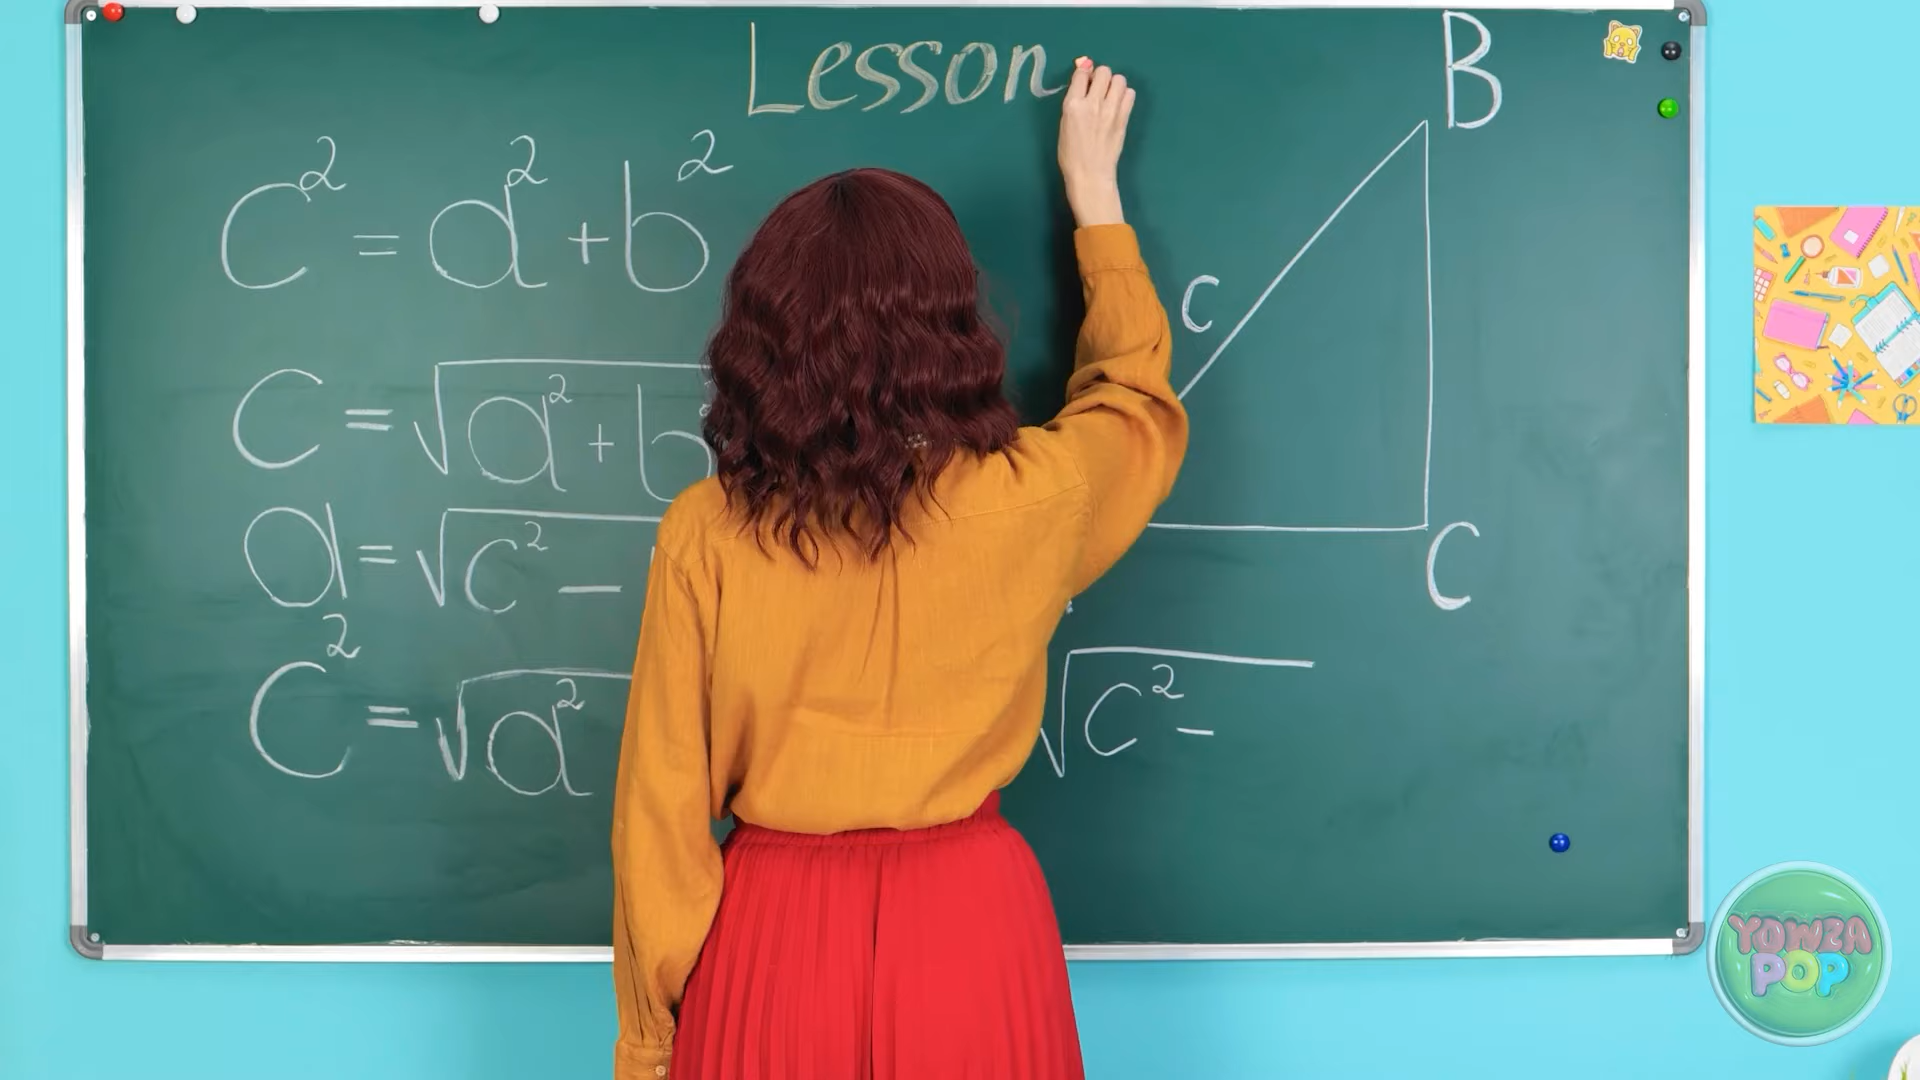 Lesson
B
c² = a² + b²
c
c = √a² + b
a = √c² –
C
c² = √a²
√c² –
YOWZA
POP